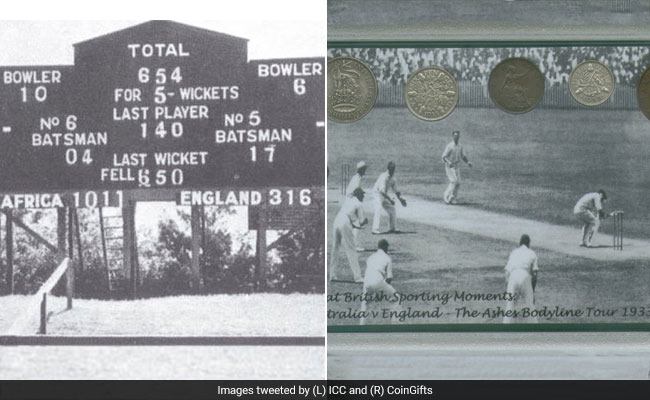 TOTAL
654
FOR 5-WICKETS
LAST PLAYER
140
LAST WICKET
FELL 650
BOWLER
10
No 6
BATSMAN
04
BOWLER
6
No 5
BATSMAN
17
AFRICA 1011
ENGLAND 316
at British Sporting Moments:
tralia v England - The Ashes Bodyline Tour 1933
Images tweeted by (L) ICC and (R) CoinGifts